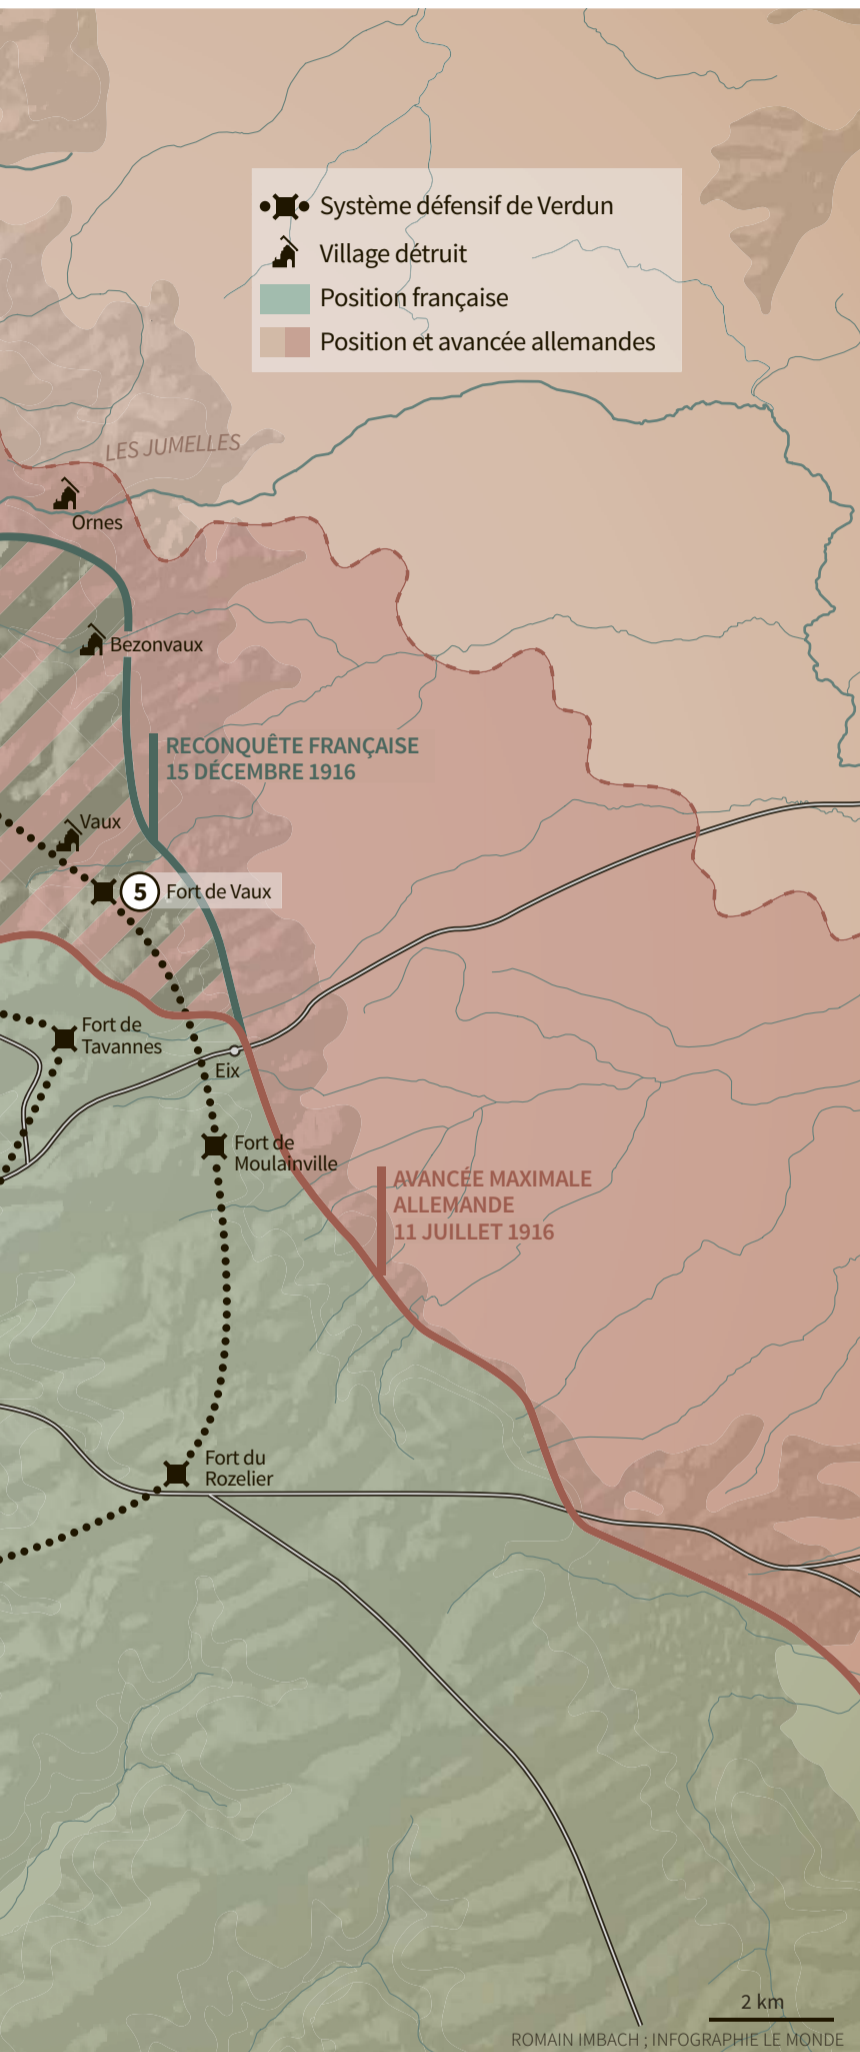 Système défensif de Verdun
Village détruit
Position française
Position et avancée allemandes
LES JUMELLES
Ornes
Bezonvaux
RECONQUÊTE FRANÇAISE
15 DÉCEMBRE 1916
Vaux
5 Fort de Vaux
Fort de
Tavannes
Eix
Fort de
Moulainville
AVANCÉE MAXIMALE
ALLEMANDE
11 JUILLET 1916
Fort du
Rozelier
2 km
ROMAIN IMBACH ; INFOGRAPHIE LE MONDE